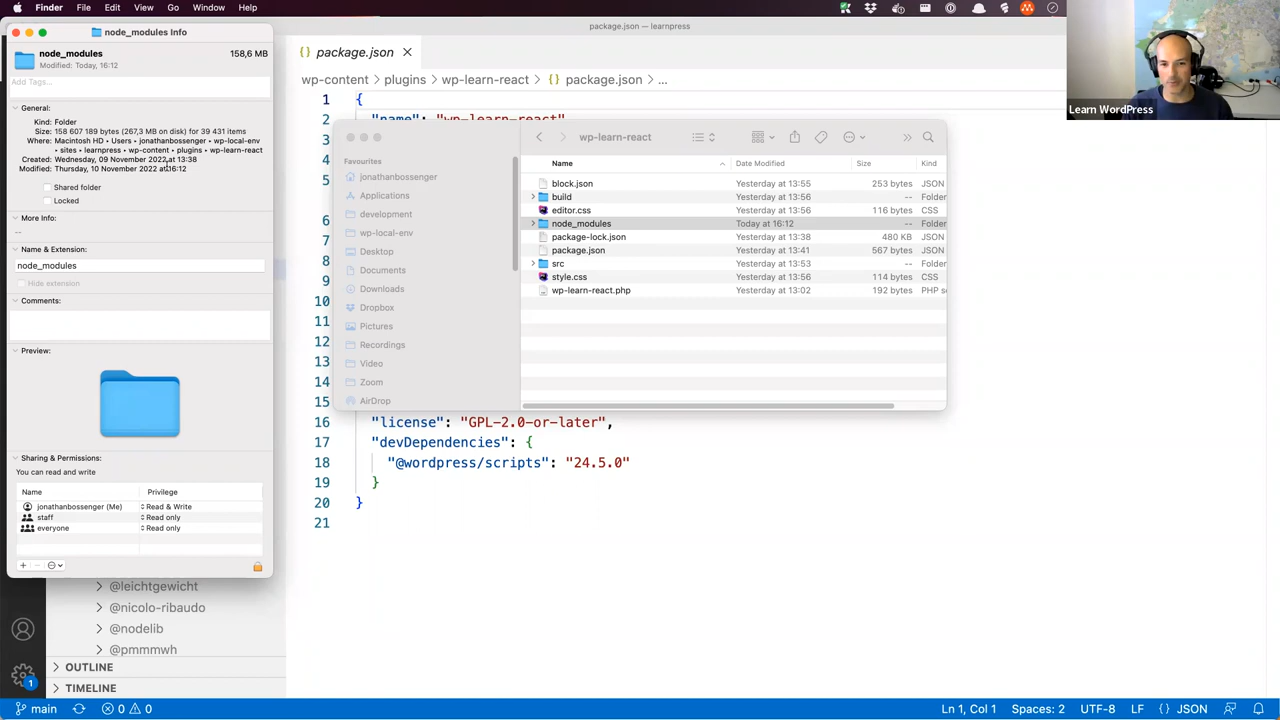 Finder File Edit View Go Window Help
package.json — learnpress
node_modules Info
node_modules 158,6 MB
Modified: Today, 16:12
Add Tags...
General:
Kind: Folder
Size: 158 607 189 bytes (267,3 MB on disk) for 39 431 items
Where: Macintosh HD • Users • jonathanbossenger • wp-local-env
• sites • learnpress • wp-content • plugins • wp-learn-react
Created: Wednesday, 09 November 2022 at 13:38
Modified: Thursday, 10 November 2022 at 16:12
Shared folder
Locked
More Info:
--
Name & Extension:
node_modules
Hide extension
Comments:
Preview:
Sharing & Permissions:
You can read and write
Name Privilege
jonathanbossenger (Me) Read & Write
staff Read only
everyone Read only
@leichtgewicht
@nicolo-ribaudo
@nodelib
@pmmmwh
OUTLINE
TIMELINE
{} package.json
wp-content > plugins > wp-learn-react > {} package.json > ...
1 {
2 "name": "wp-learn-react",
3
4
5
6
7
8
9
10
11
12
13
14
15
16 "license": "GPL-2.0-or-later",
17 "devDependencies": {
18 "@wordpress/scripts": "24.5.0"
19 }
20 }
21
wp-learn-react
Favourites
jonathanbossenger
Applications
development
wp-local-env
Desktop
Documents
Downloads
Dropbox
Pictures
Recordings
Video
Zoom
AirDrop
Name Date Modified Size Kind
block.json Yesterday at 13:55 253 bytes JSON
build Yesterday at 13:56 -- Folder
editor.css Yesterday at 13:56 116 bytes CSS
node_modules Today at 16:12 -- Folder
package-lock.json Yesterday at 13:38 480 KB JSON
package.json Yesterday at 13:41 567 bytes JSON
src Yesterday at 13:56 -- Folder
style.css Yesterday at 13:56 114 bytes CSS
wp-learn-react.php Yesterday at 13:02 192 bytes PHP
Learn WordPress
1
main 0 0 Ln 1, Col 1 Spaces: 2 UTF-8 LF {} JSON